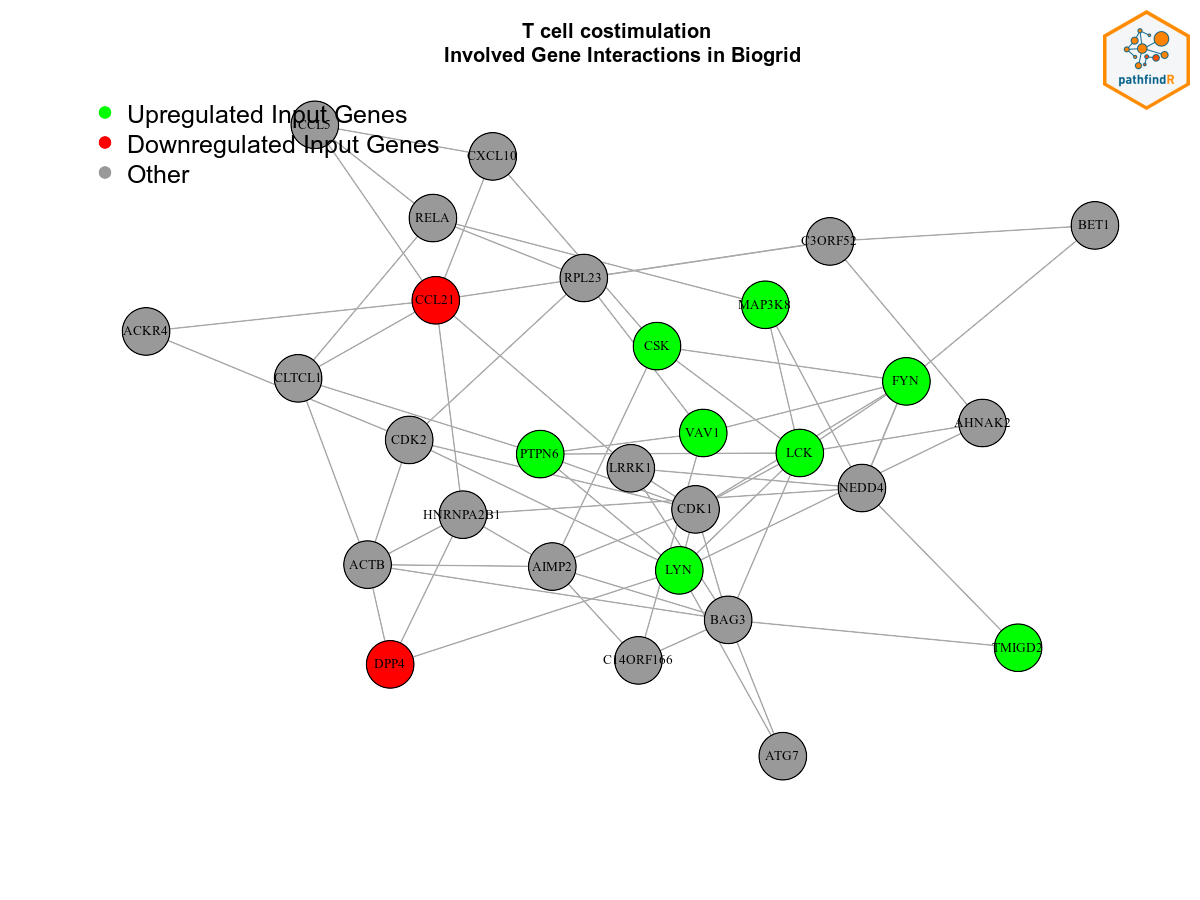 T cell costimulation
Involved Gene Interactions in Biogrid
pathfindR
Upregulated Input Genes
Downregulated Input Genes
Other
CCL5
CXCL10
RELA
BET1
C3ORF52
RPL23
CCL21
MAP3K8
ACKR4
CSK
CLTCL1
FYN
AHNAK2
VAV1
CDK2
PTPN6
LCK
LRRK1
NEDD4
CDK1
HNRNPA2B1
ACTB
AIMP2
LYN
BAG3
TMIGD2
DPP4
C14ORF166
ATG7